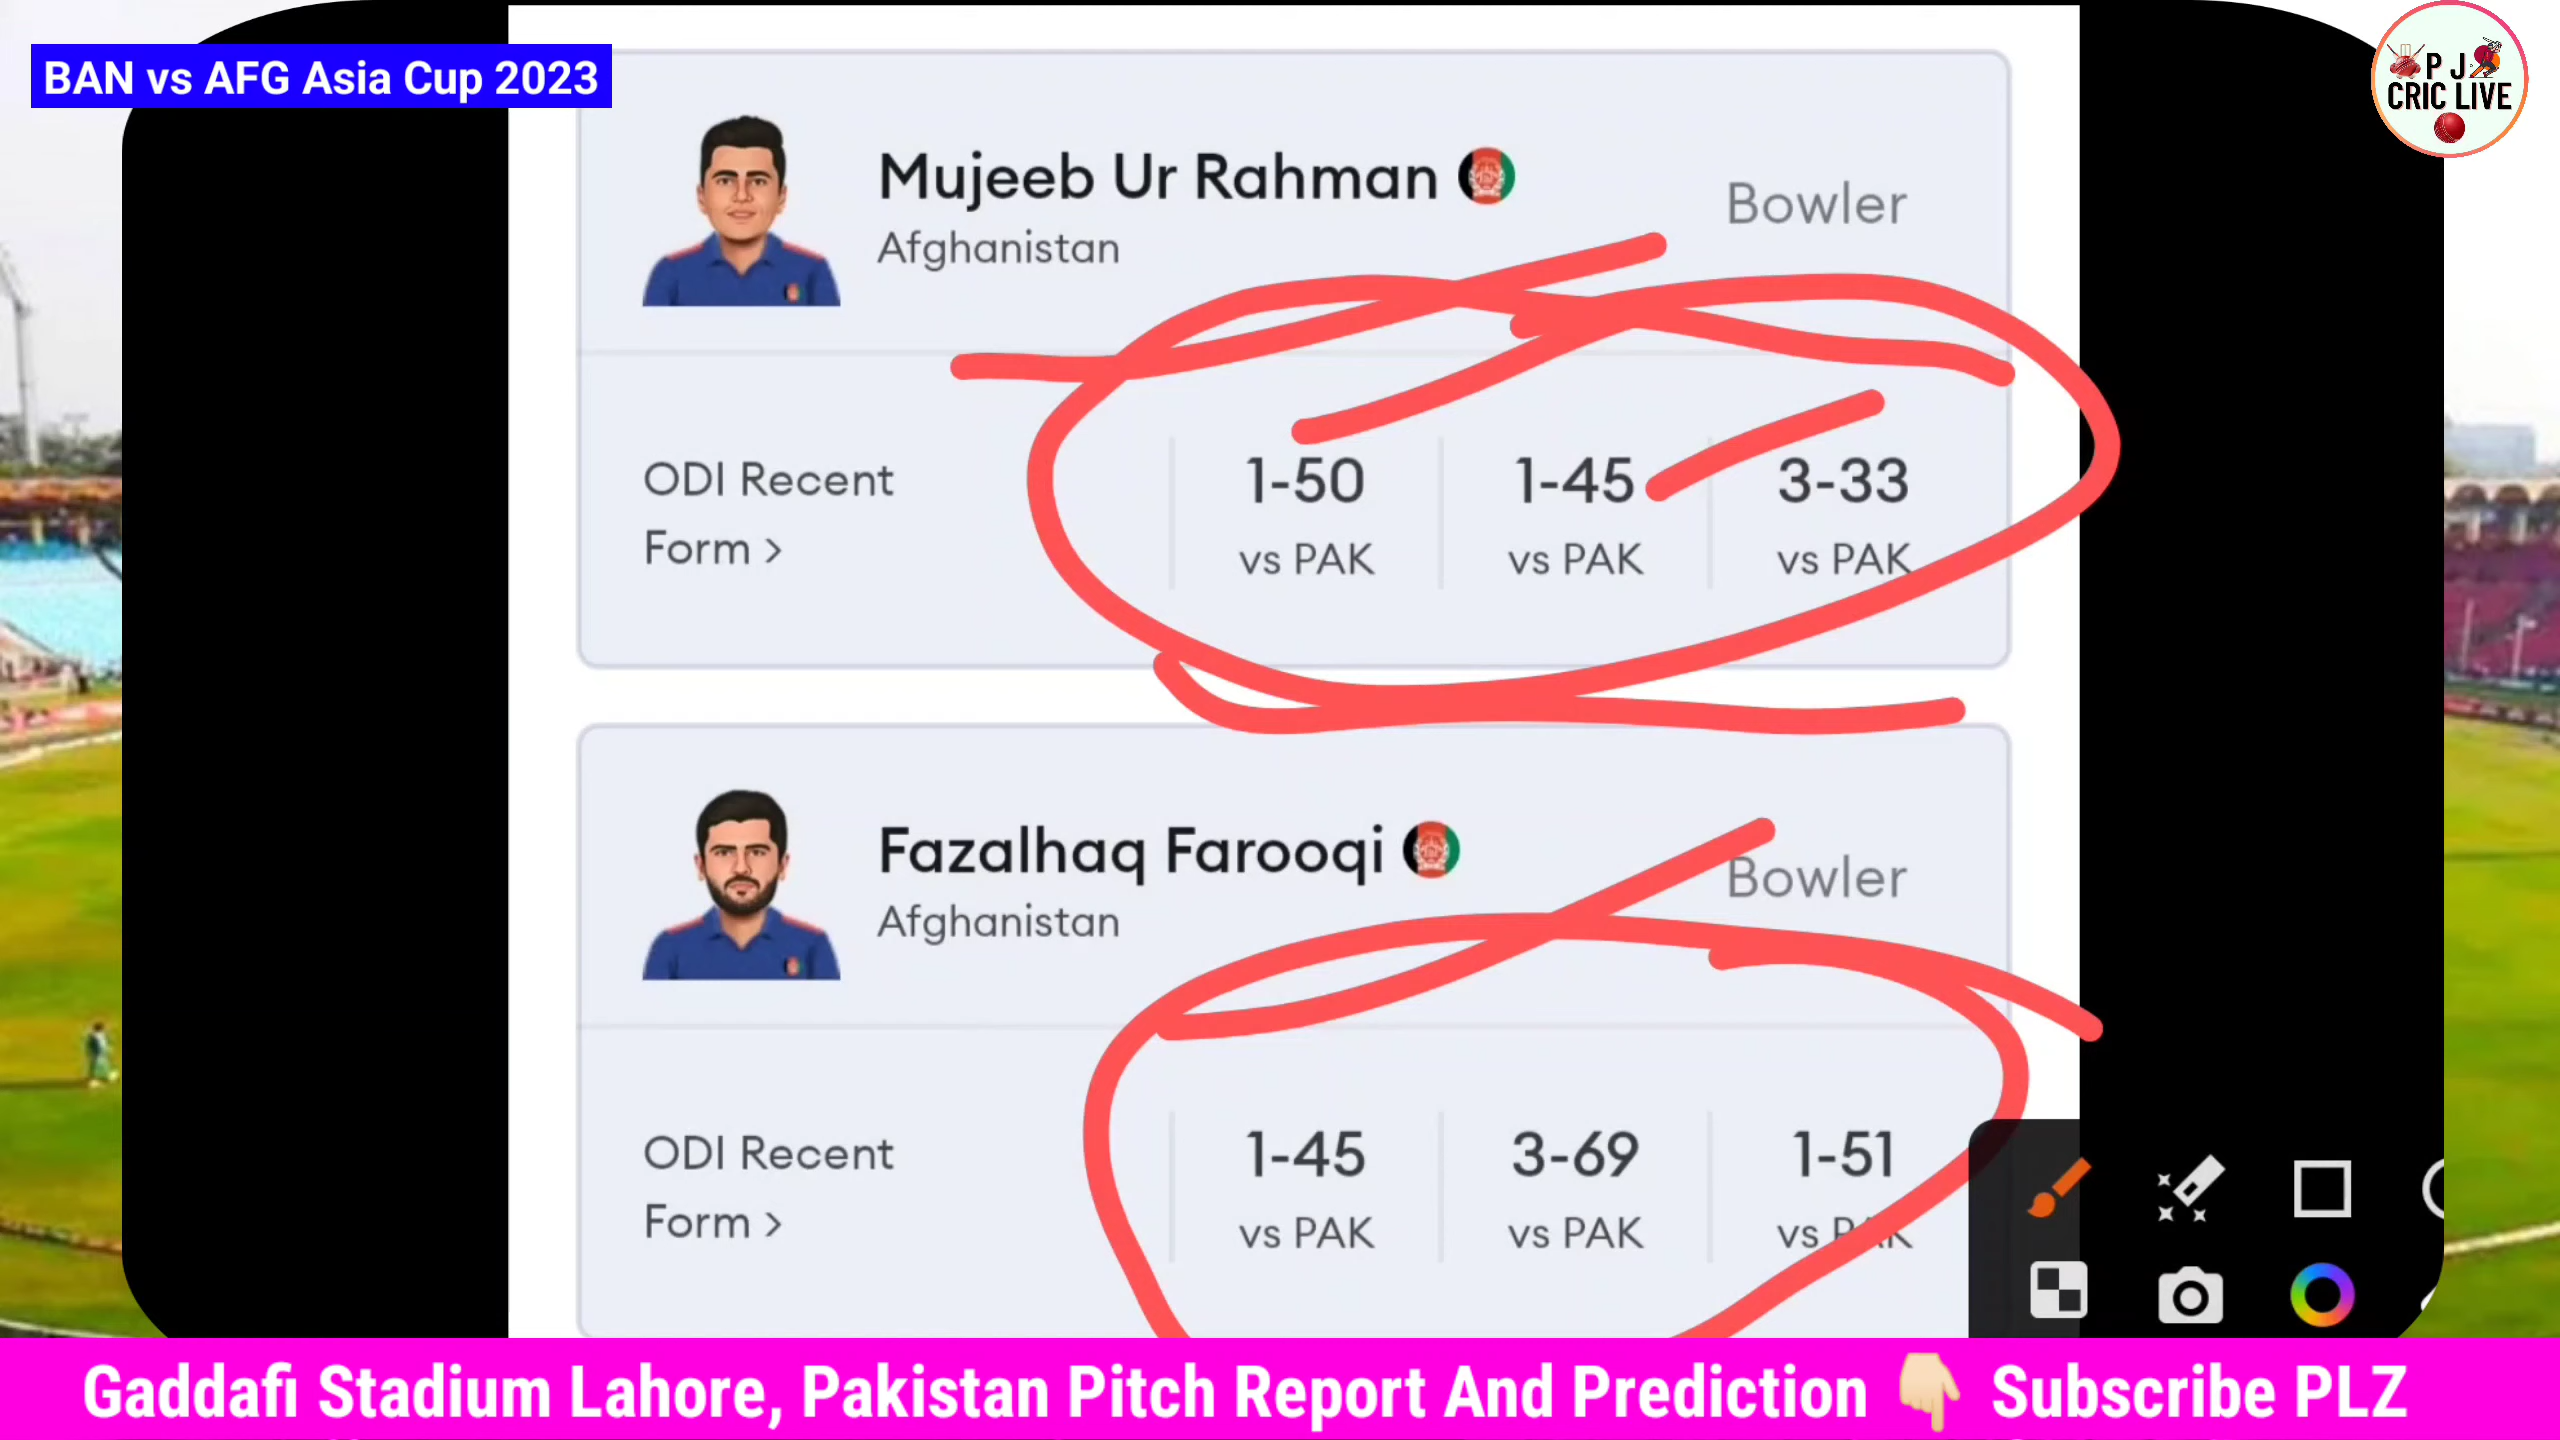 BAN vs AFG Asia Cup 2023
P J
CRIC LIVE
Mujeeb Ur Rahman
Afghanistan
Bowler
ODI Recent
Form >
1-50
vs PAK
1-45
vs PAK
3-33
vs PAK
Fazalhaq Farooqi
Afghanistan
Bowler
ODI Recent
Form >
1-45
vs PAK
3-69
vs PAK
1-51
vs PAK
Gaddafi Stadium Lahore, Pakistan Pitch Report And Prediction 👇 Subscribe PLZ